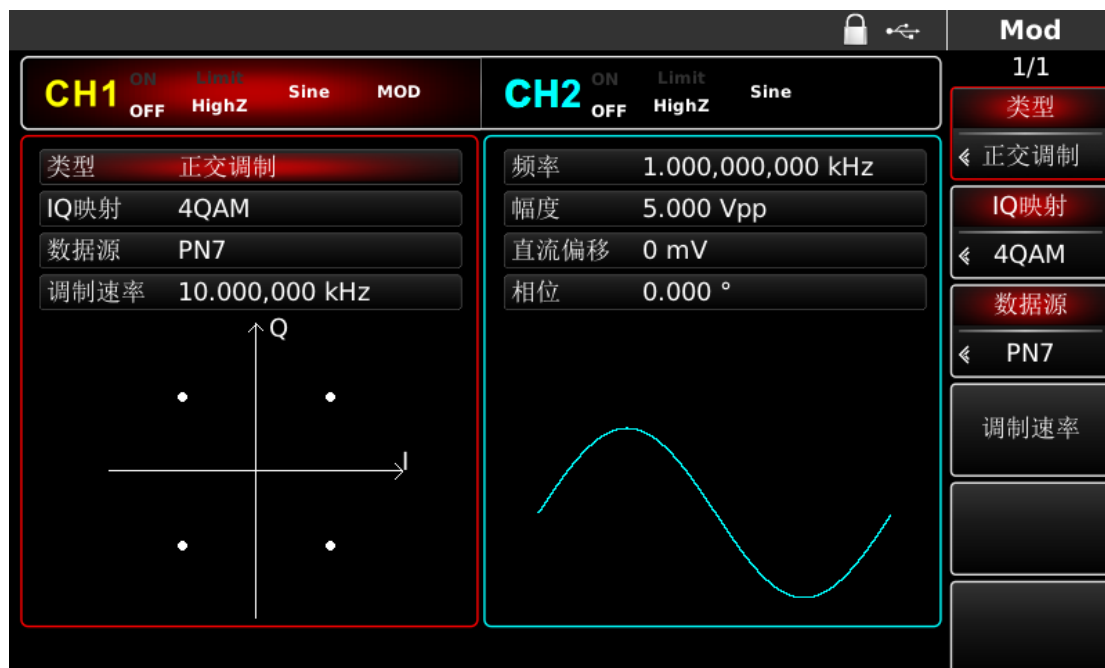 Mod
1/1
CH1 ON Limit Sine MOD
OFF HighZ
CH2 ON Limit Sine
OFF HighZ
类型 正交调制
IQ映射 4QAM
数据源 PN7
调制速率 10.000,000 kHz
Q
I
频率 1.000,000,000 kHz
幅度 5.000 Vpp
直流偏移 0 mV
相位 0.000 °
类型
正交调制
IQ映射
4QAM
数据源
PN7
调制速率